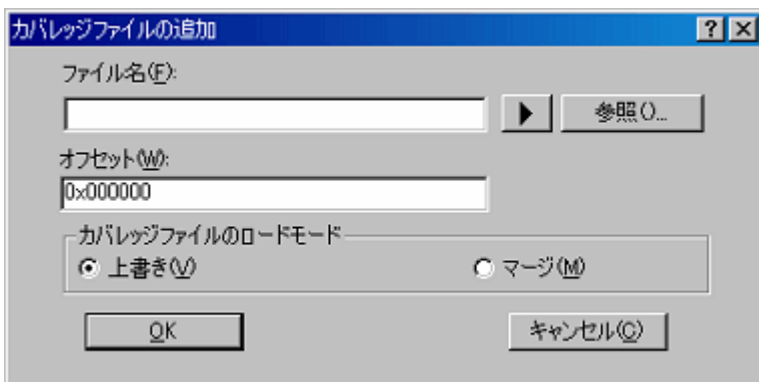 カバレッジファイルの追加
ファイル名(F):
参照()...
オフセット(W):
0x000000
カバレッジファイルのロードモード
上書き(V)
マージ(M)
OK
キャンセル(C)